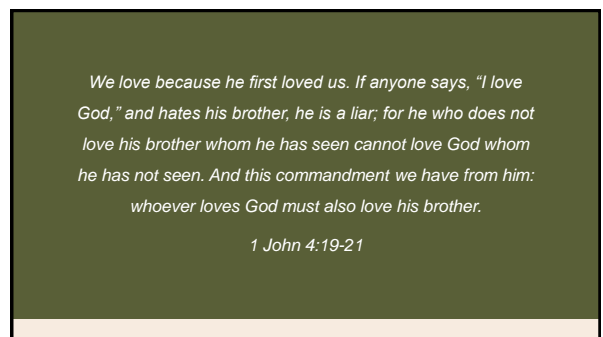 We love because he first loved us. If anyone says, “I love
God,” and hates his brother, he is a liar; for he who does not
love his brother whom he has seen cannot love God whom
he has not seen. And this commandment we have from him:
whoever loves God must also love his brother.
1 John 4:19-21